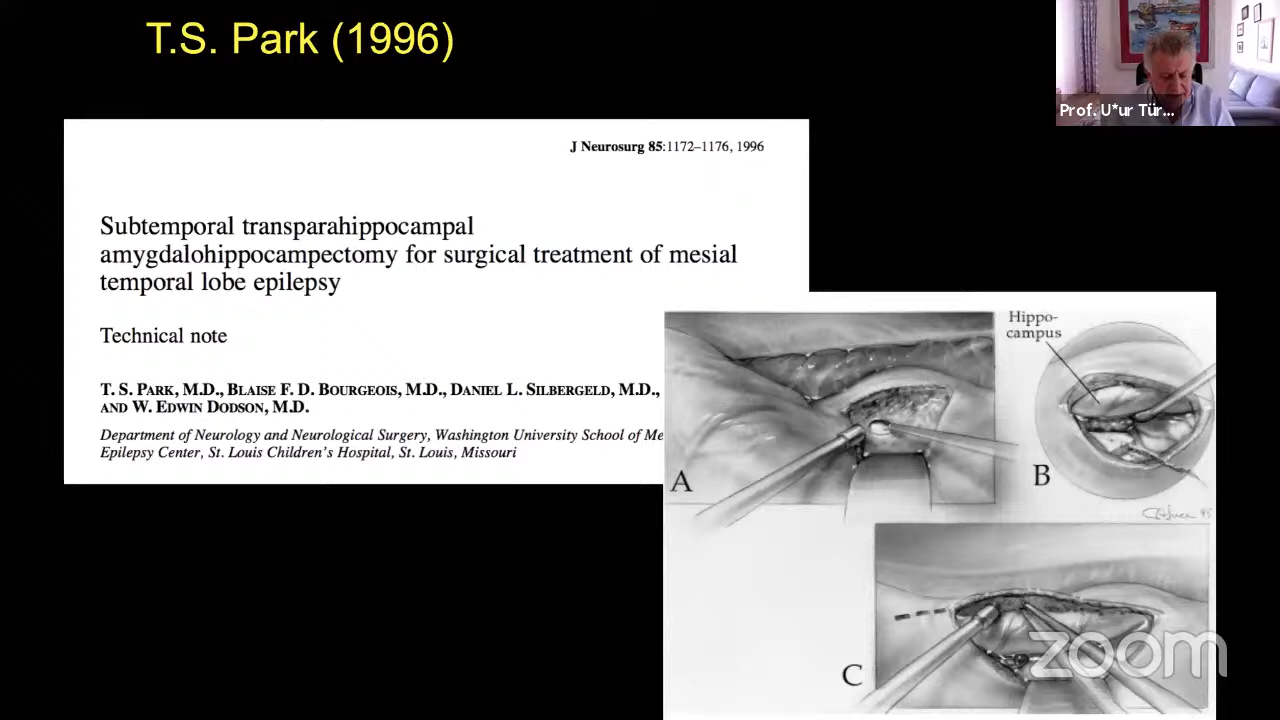 T.S. Park (1996)
Prof. U*ur Tür...
J Neurosurg 85:1172–1176, 1996
Subtemporal transparahippocampal
amygdalohippocampectomy for surgical treatment of mesial
temporal lobe epilepsy
Technical note
T. S. PARK, M.D., BLAISE F. D. BOURGEOIS, M.D., DANIEL L. SILBERGELD, M.D.,
AND W. EDWIN DODSON, M.D.
Department of Neurology and Neurological Surgery, Washington University School of Me
Epilepsy Center, St. Louis Children's Hospital, St. Louis, Missouri
Hippo-
campus
A
B
C
zoom